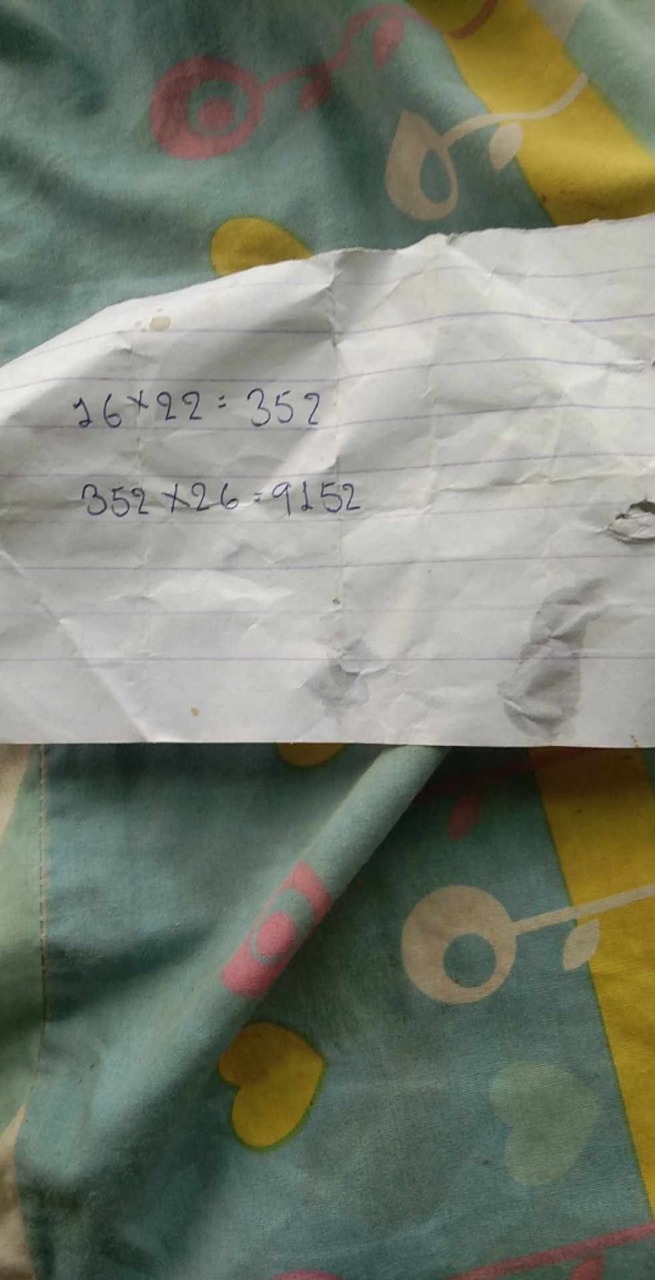 16×22 = 352
352×26 = 9152